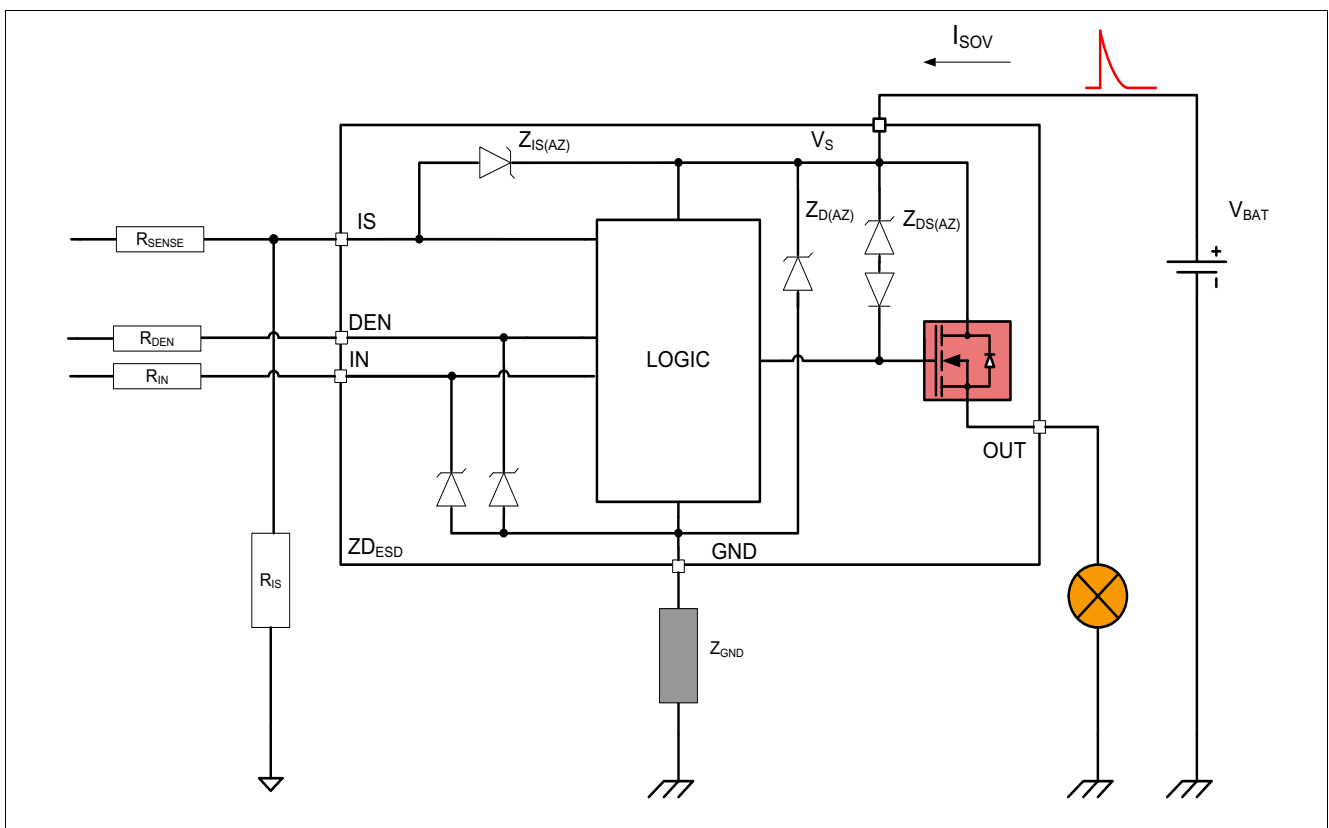 I_SOV
Z_IS(AZ)
V_S
Z_D(AZ)
Z_DS(AZ)
V_BAT
+
-
IS
R_SENSE
DEN
R_DEN
IN
R_IN
LOGIC
OUT
ZD_ESD
GND
R_IS
Z_GND